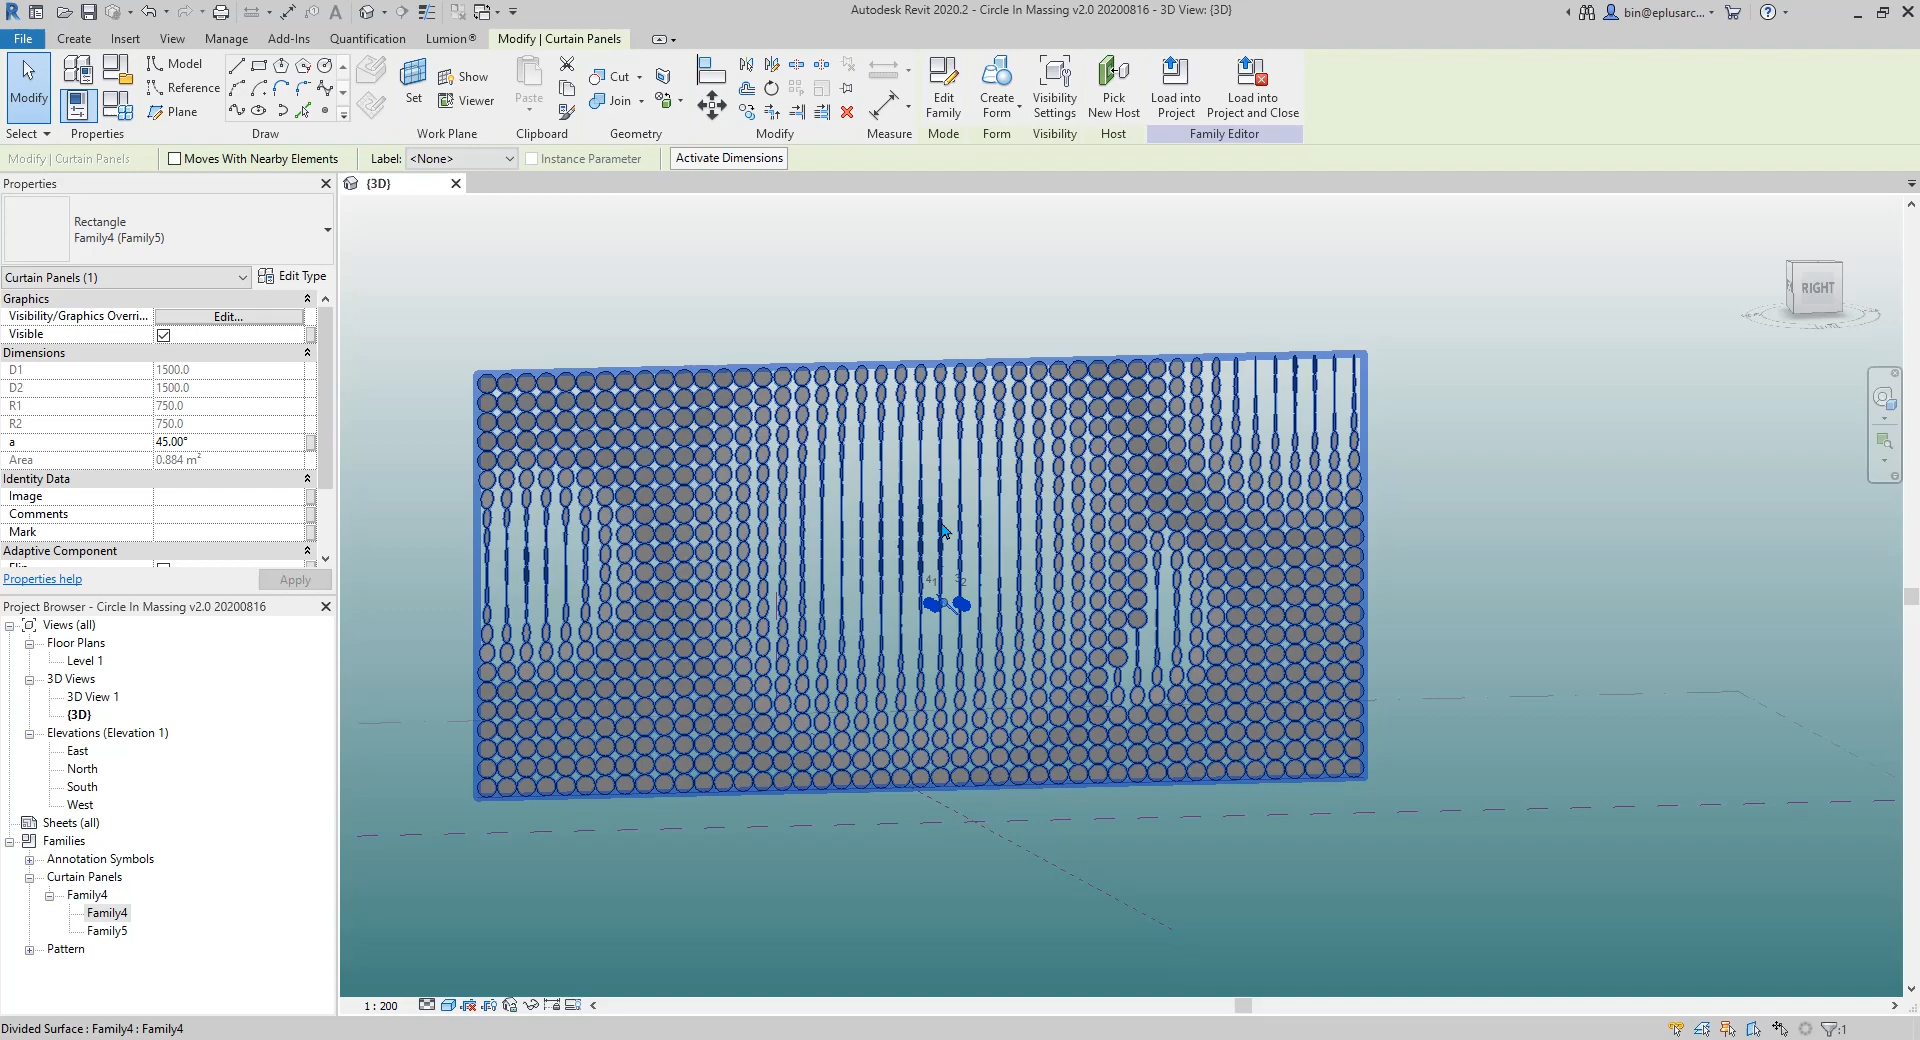 Autodesk Revit 2020.2 - Circle In Massing v2.0 20200816 - 3D View: {3D}
bin@eplusarc...
File
Create
Insert
View
Manage
Add-Ins
Quantification
Lumion®
Modify | Curtain Panels
Modify
Model
Reference
Plane
Set
Show
Viewer
Paste
Cut
Join
Edit
Family
Create
Form
Visibility
Settings
Pick
New Host
Load into
Project
Load into
Project and Close
Select
Properties
Draw
Work Plane
Clipboard
Geometry
Modify
Measure
Mode
Form
Visibility
Host
Family Editor
Modify | Curtain Panels
Moves With Nearby Elements
Label:
<None>
Instance Parameter
Activate Dimensions
Properties
{3D}
Rectangle
Family4 (Family5)
Curtain Panels (1)
Edit Type
Graphics
Visibility/Graphics Overri...
Edit...
Visible
Dimensions
D1 1500.0
D2 1500.0
R1 750.0
R2 750.0
a 45.00°
Area 0.884 m²
Identity Data
Image
Comments
Mark
Adaptive Component
Properties help
Apply
RIGHT
Project Browser - Circle In Massing v2.0 20200816
Views (all)
Floor Plans
Level 1
3D Views
3D View 1
{3D}
Elevations (Elevation 1)
East
North
South
West
Sheets (all)
Families
Annotation Symbols
Curtain Panels
Family4
Family4
Family5
Pattern
1 : 200
Divided Surface : Family4 : Family4
:1